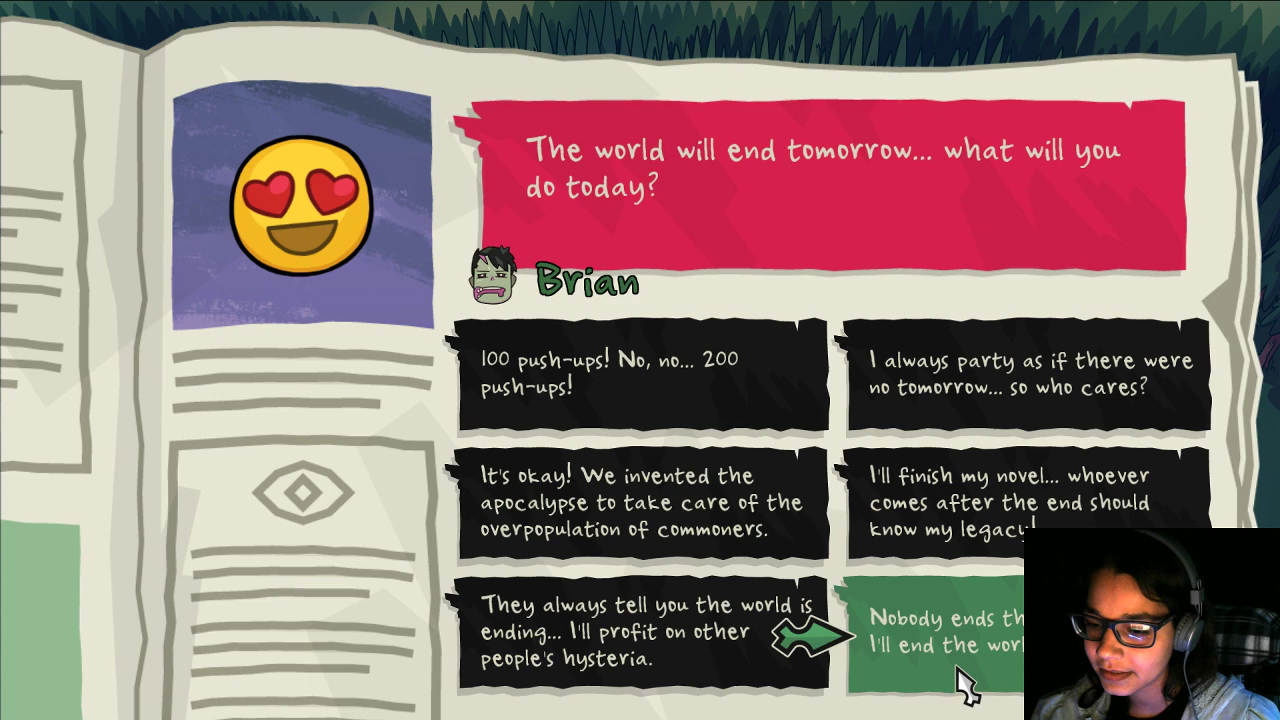 The world will end tomorrow... what will you
do today?
Brian
100 push-ups! No, no... 200
push-ups!
I always party as if there were
no tomorrow... so who cares?
It's okay! We invented the
apocalypse to take care of the
overpopulation of commoners.
I'll finish my novel... whoever
comes after the end should
know my legacy!
They always tell you the world is
ending... I'll profit on other
people's hysteria.
Nobody ends
I'll end the